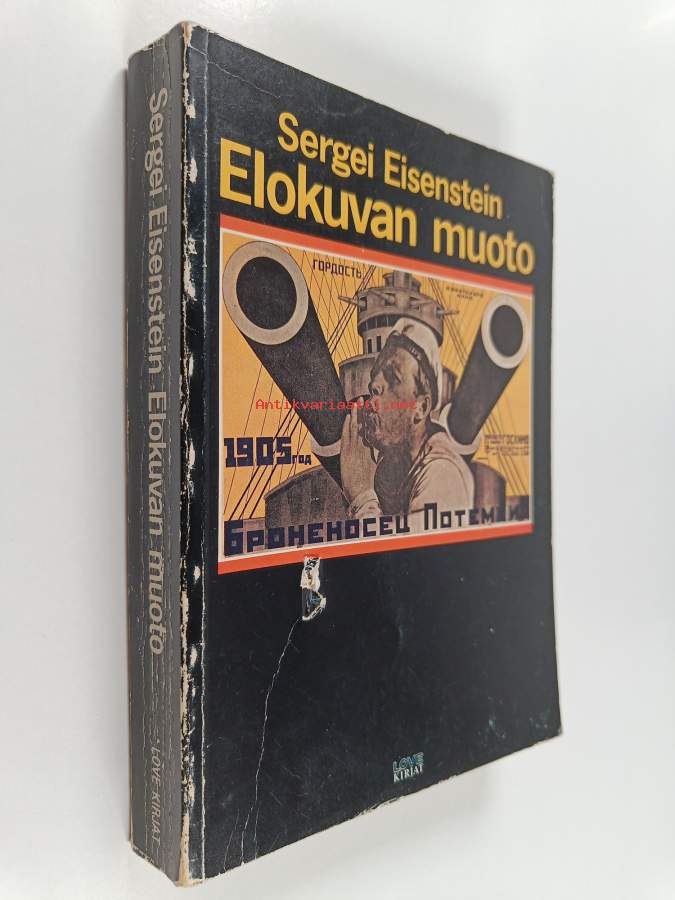 Sergei Eisenstein Elokuvan muoto LOVE KIRJAT
Sergei Eisenstein
Elokuvan muoto
ГОРДОСТЬ
Antikvariaatti.net
1905 год
ГОСКИНО
Броненосец Потемкин
LOVE
KIRJAT